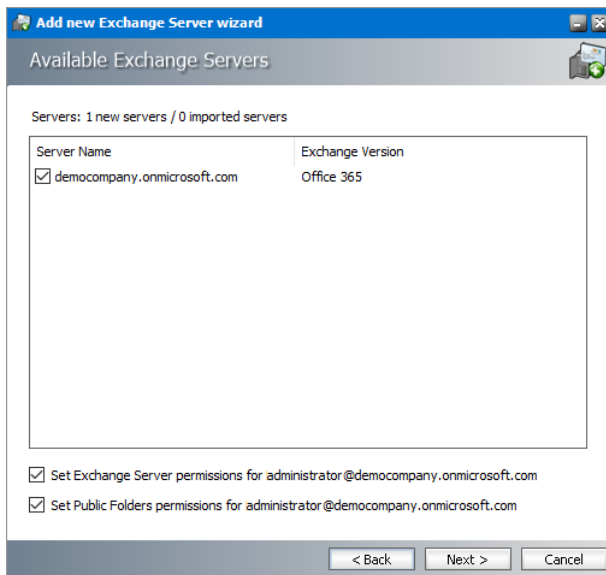 Add new Exchange Server wizard
Available Exchange Servers
Servers: 1 new servers / 0 imported servers
Server Name Exchange Version
democompany.onmicrosoft.com Office 365
Set Exchange Server permissions for administrator@democompany.onmicrosoft.com
Set Public Folders permissions for administrator@democompany.onmicrosoft.com
< Back Next > Cancel